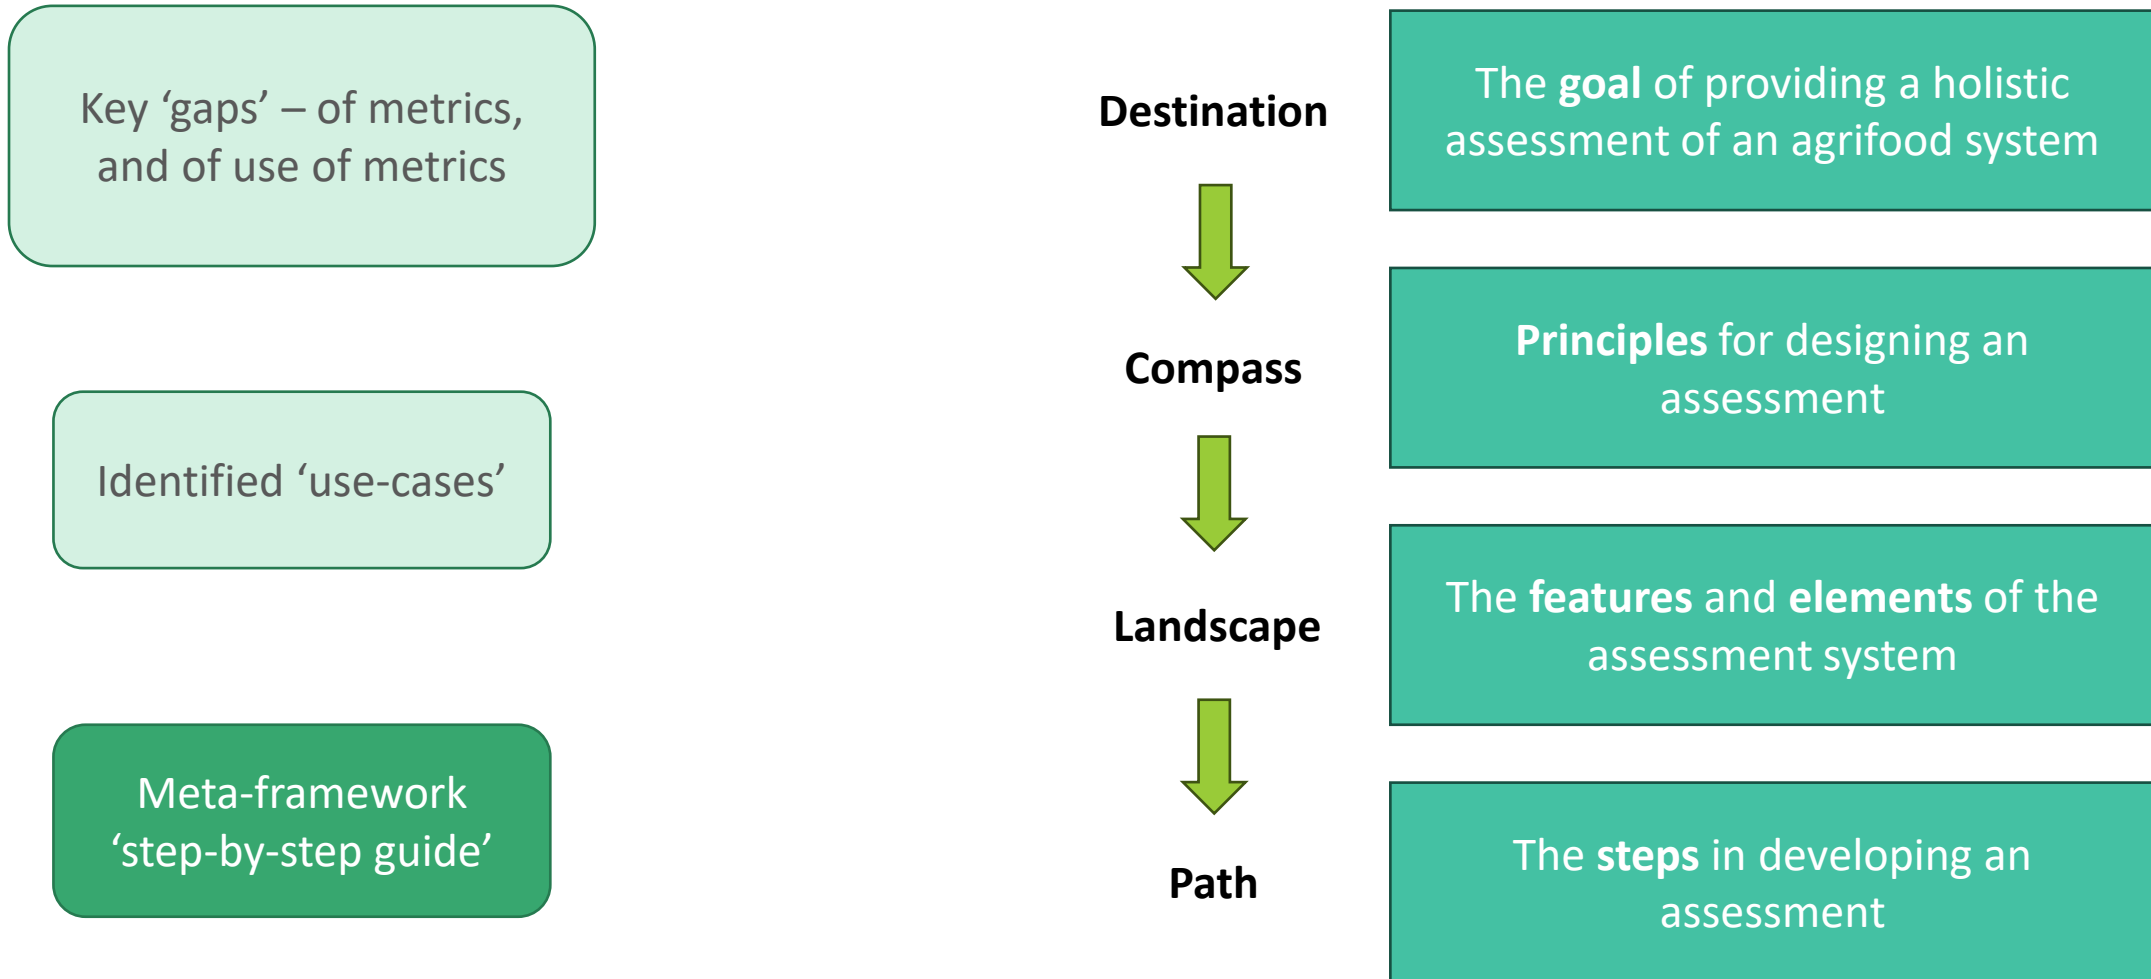 Key ‘gaps’ – of metrics,
and of use of metrics
Identified ‘use-cases’
Meta-framework
‘step-by-step guide’
Destination
The goal of providing a holistic
assessment of an agrifood system
Compass
Principles for designing an
assessment
Landscape
The features and elements of the
assessment system
Path
The steps in developing an
assessment